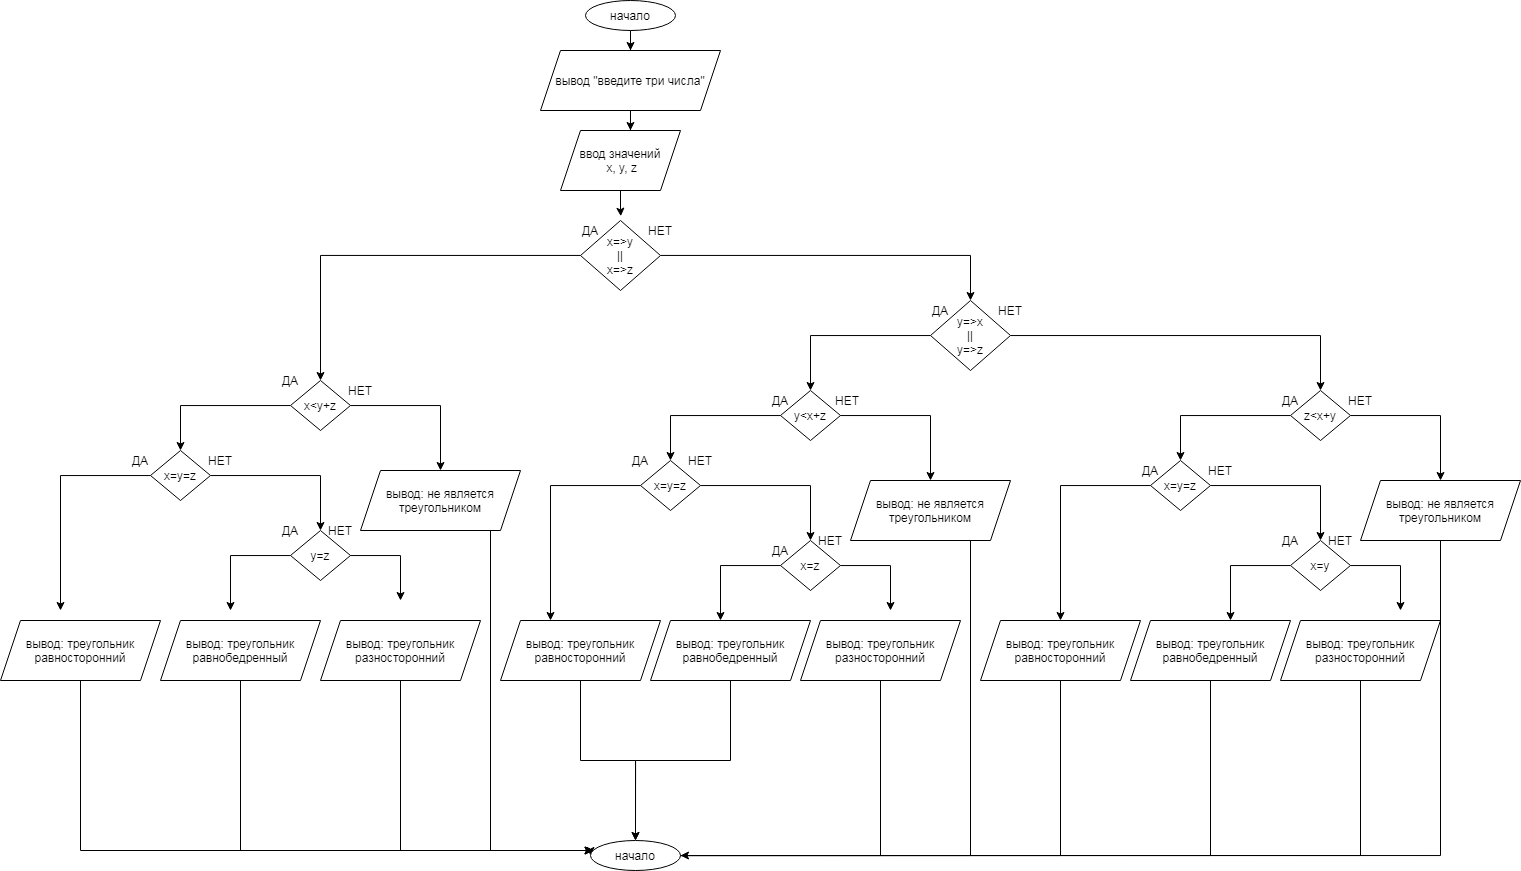 начало
вывод "введите три числа"
ввод значений
x, y, z
ДА
НЕТ
x=>y
||
x=>z
ДА
НЕТ
y=>x
||
y=>z
ДА
НЕТ
x<y+z
ДА
НЕТ
y<x+z
ДА
НЕТ
z<x+y
ДА
НЕТ
x=y=z
ДА
НЕТ
x=y=z
ДА
НЕТ
x=y=z
вывод: не является
треугольником
вывод: не является
треугольником
вывод: не является
треугольником
ДА
НЕТ
y=z
ДА
НЕТ
x=z
ДА
НЕТ
x=y
вывод: треугольник
равносторонний
вывод: треугольник
равнобедренный
вывод: треугольник
разносторонний
вывод: треугольник
равносторонний
вывод: треугольник
равнобедренный
вывод: треугольник
разносторонний
вывод: треугольник
равносторонний
вывод: треугольник
равнобедренный
вывод: треугольник
разносторонний
начало